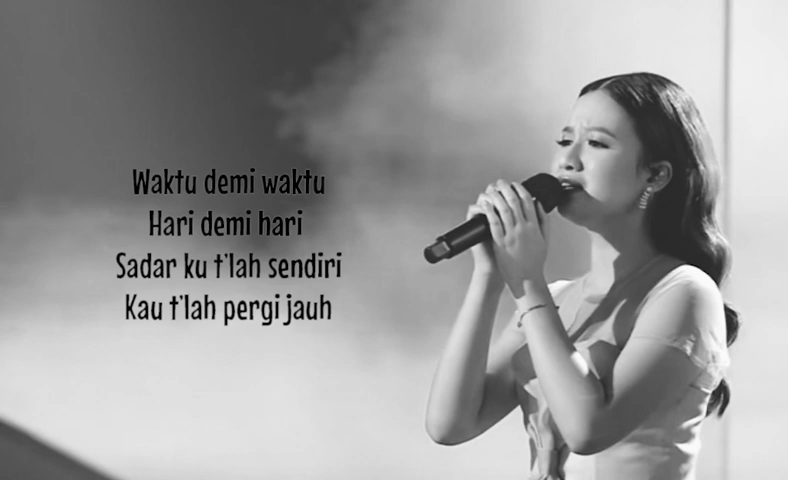 Waktu demi waktu
Hari demi hari
Sadar ku t'lah sendiri
Kau t'lah pergi jauh